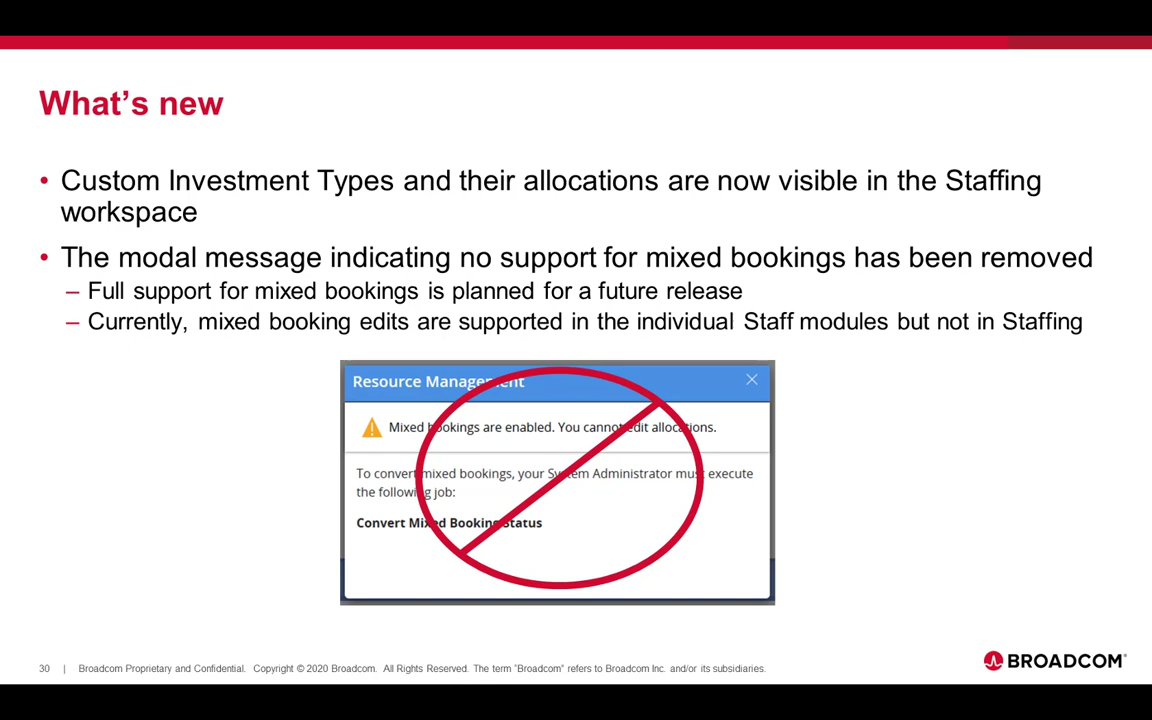 What’s new
• Custom Investment Types and their allocations are now visible in the Staffing
workspace
• The modal message indicating no support for mixed bookings has been removed
– Full support for mixed bookings is planned for a future release
– Currently, mixed booking edits are supported in the individual Staff modules but not in Staffing
Resource Management
Mixed bookings are enabled. You cannot edit allocations.
To convert mixed bookings, your System Administrator must execute
the following job:
Convert Mixed Booking Status
30 | Broadcom Proprietary and Confidential. Copyright © 2020 Broadcom. All Rights Reserved. The term “Broadcom” refers to Broadcom Inc. and/or its subsidiaries.
BROADCOM®